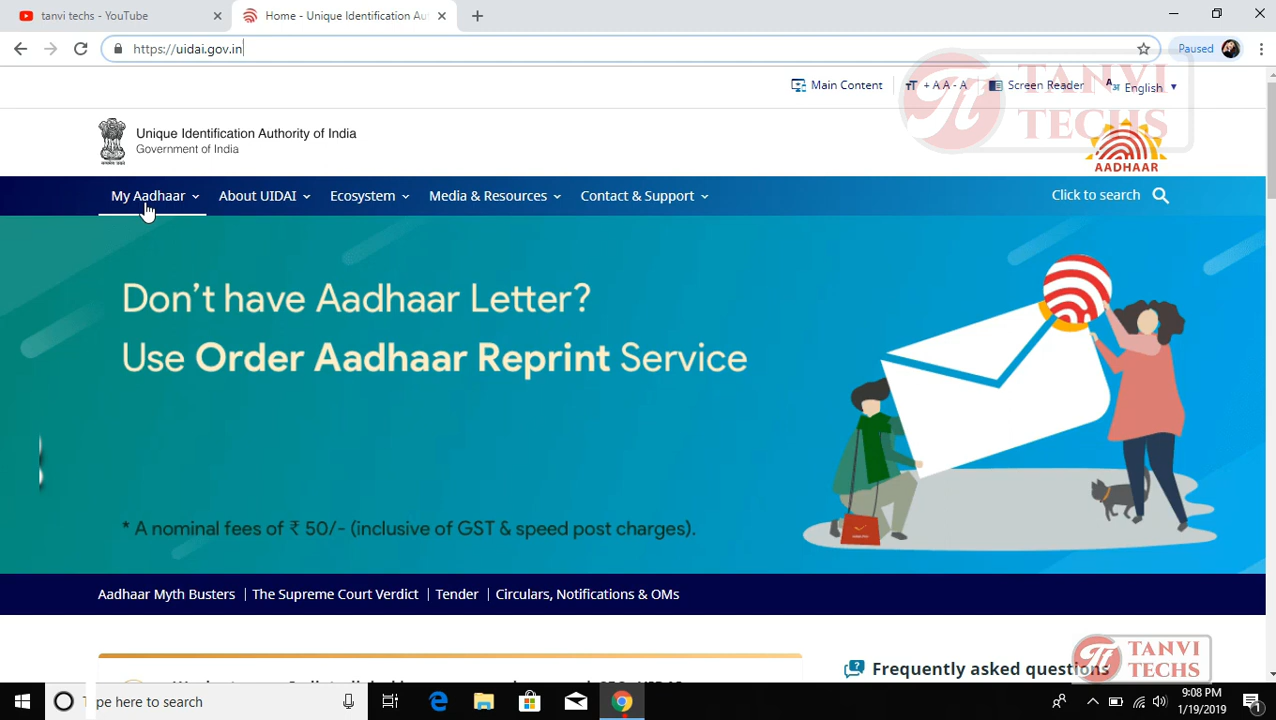 tanvi techs - YouTube
Home - Unique Identification Au
https://uidai.gov.in
Paused
Main Content
+ A A - A
Screen Reader
English
TANVI TECHS
Unique Identification Authority of India
Government of India
AADHAAR
My Aadhaar
About UIDAI
Ecosystem
Media & Resources
Contact & Support
Click to search
Don't have Aadhaar Letter?
Use Order Aadhaar Reprint Service
* A nominal fees of ₹ 50/- (inclusive of GST & speed post charges).
Aadhaar Myth Busters
The Supreme Court Verdict
Tender
Circulars, Notifications & OMs
Frequently asked questions
TANVI TECHS
Type here to search
9:08 PM
1/19/2019